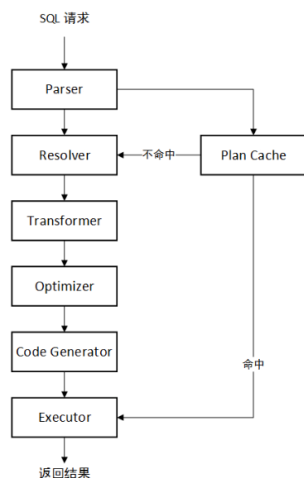 SQL 请求
Parser
Resolver
不命中
Plan Cache
Transformer
Optimizer
Code Generator
命中
Executor
返回结果